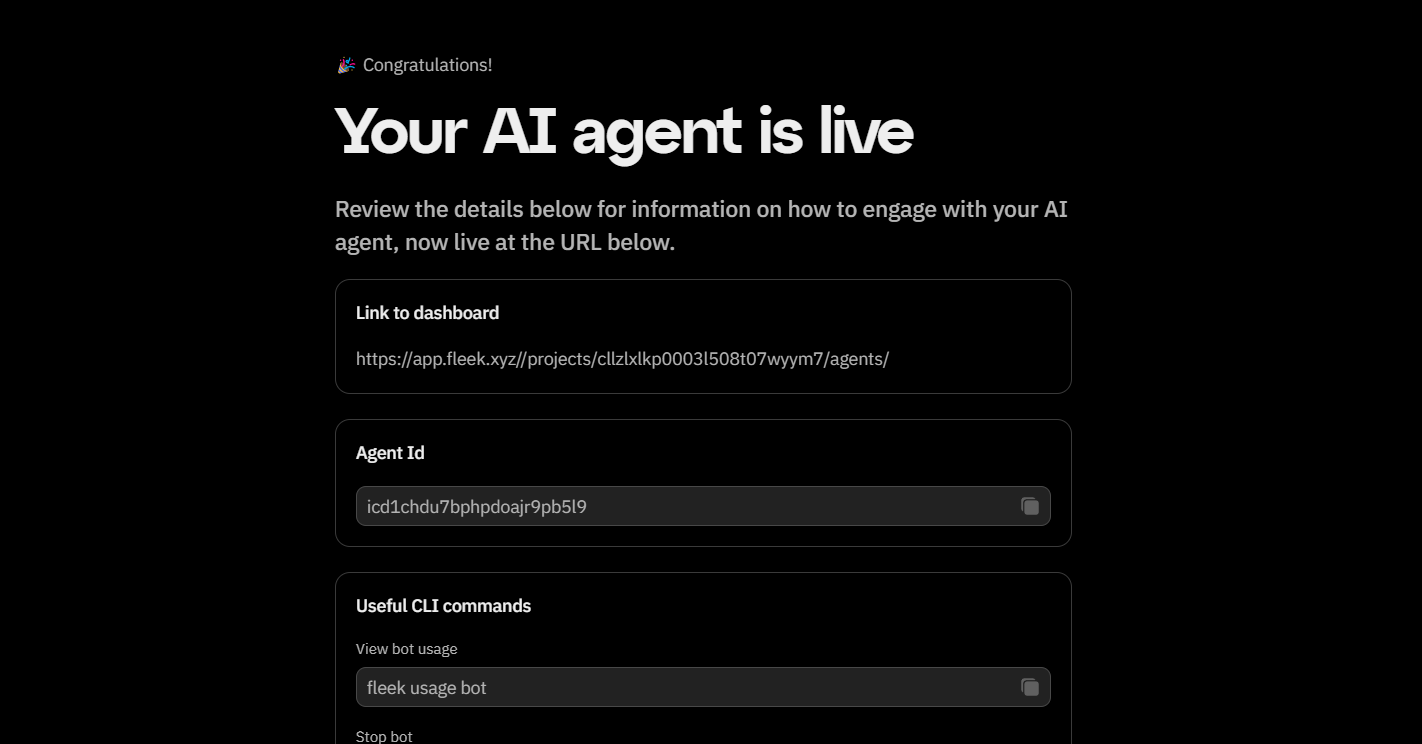 Congratulations!
Your AI agent is live
Review the details below for information on how to engage with your AI
agent, now live at the URL below.
Link to dashboard
https://app.fleek.xyz//projects/cllzlxlkp0003l508t07wyym7/agents/
Agent Id
icd1chdu7bphpdoajr9pb5l9
Useful CLI commands
View bot usage
fleek usage bot
Stop bot